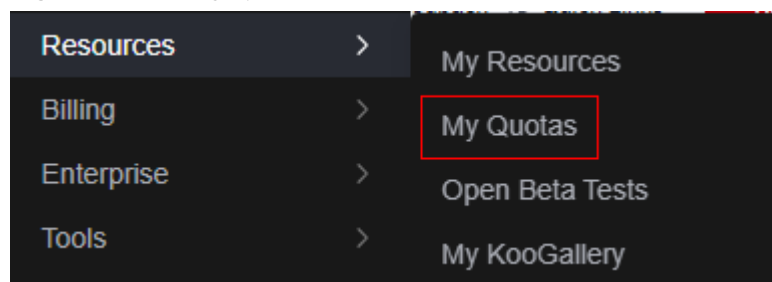 Resources
Billing
Enterprise
Tools
My Resources
My Quotas
Open Beta Tests
My KooGallery